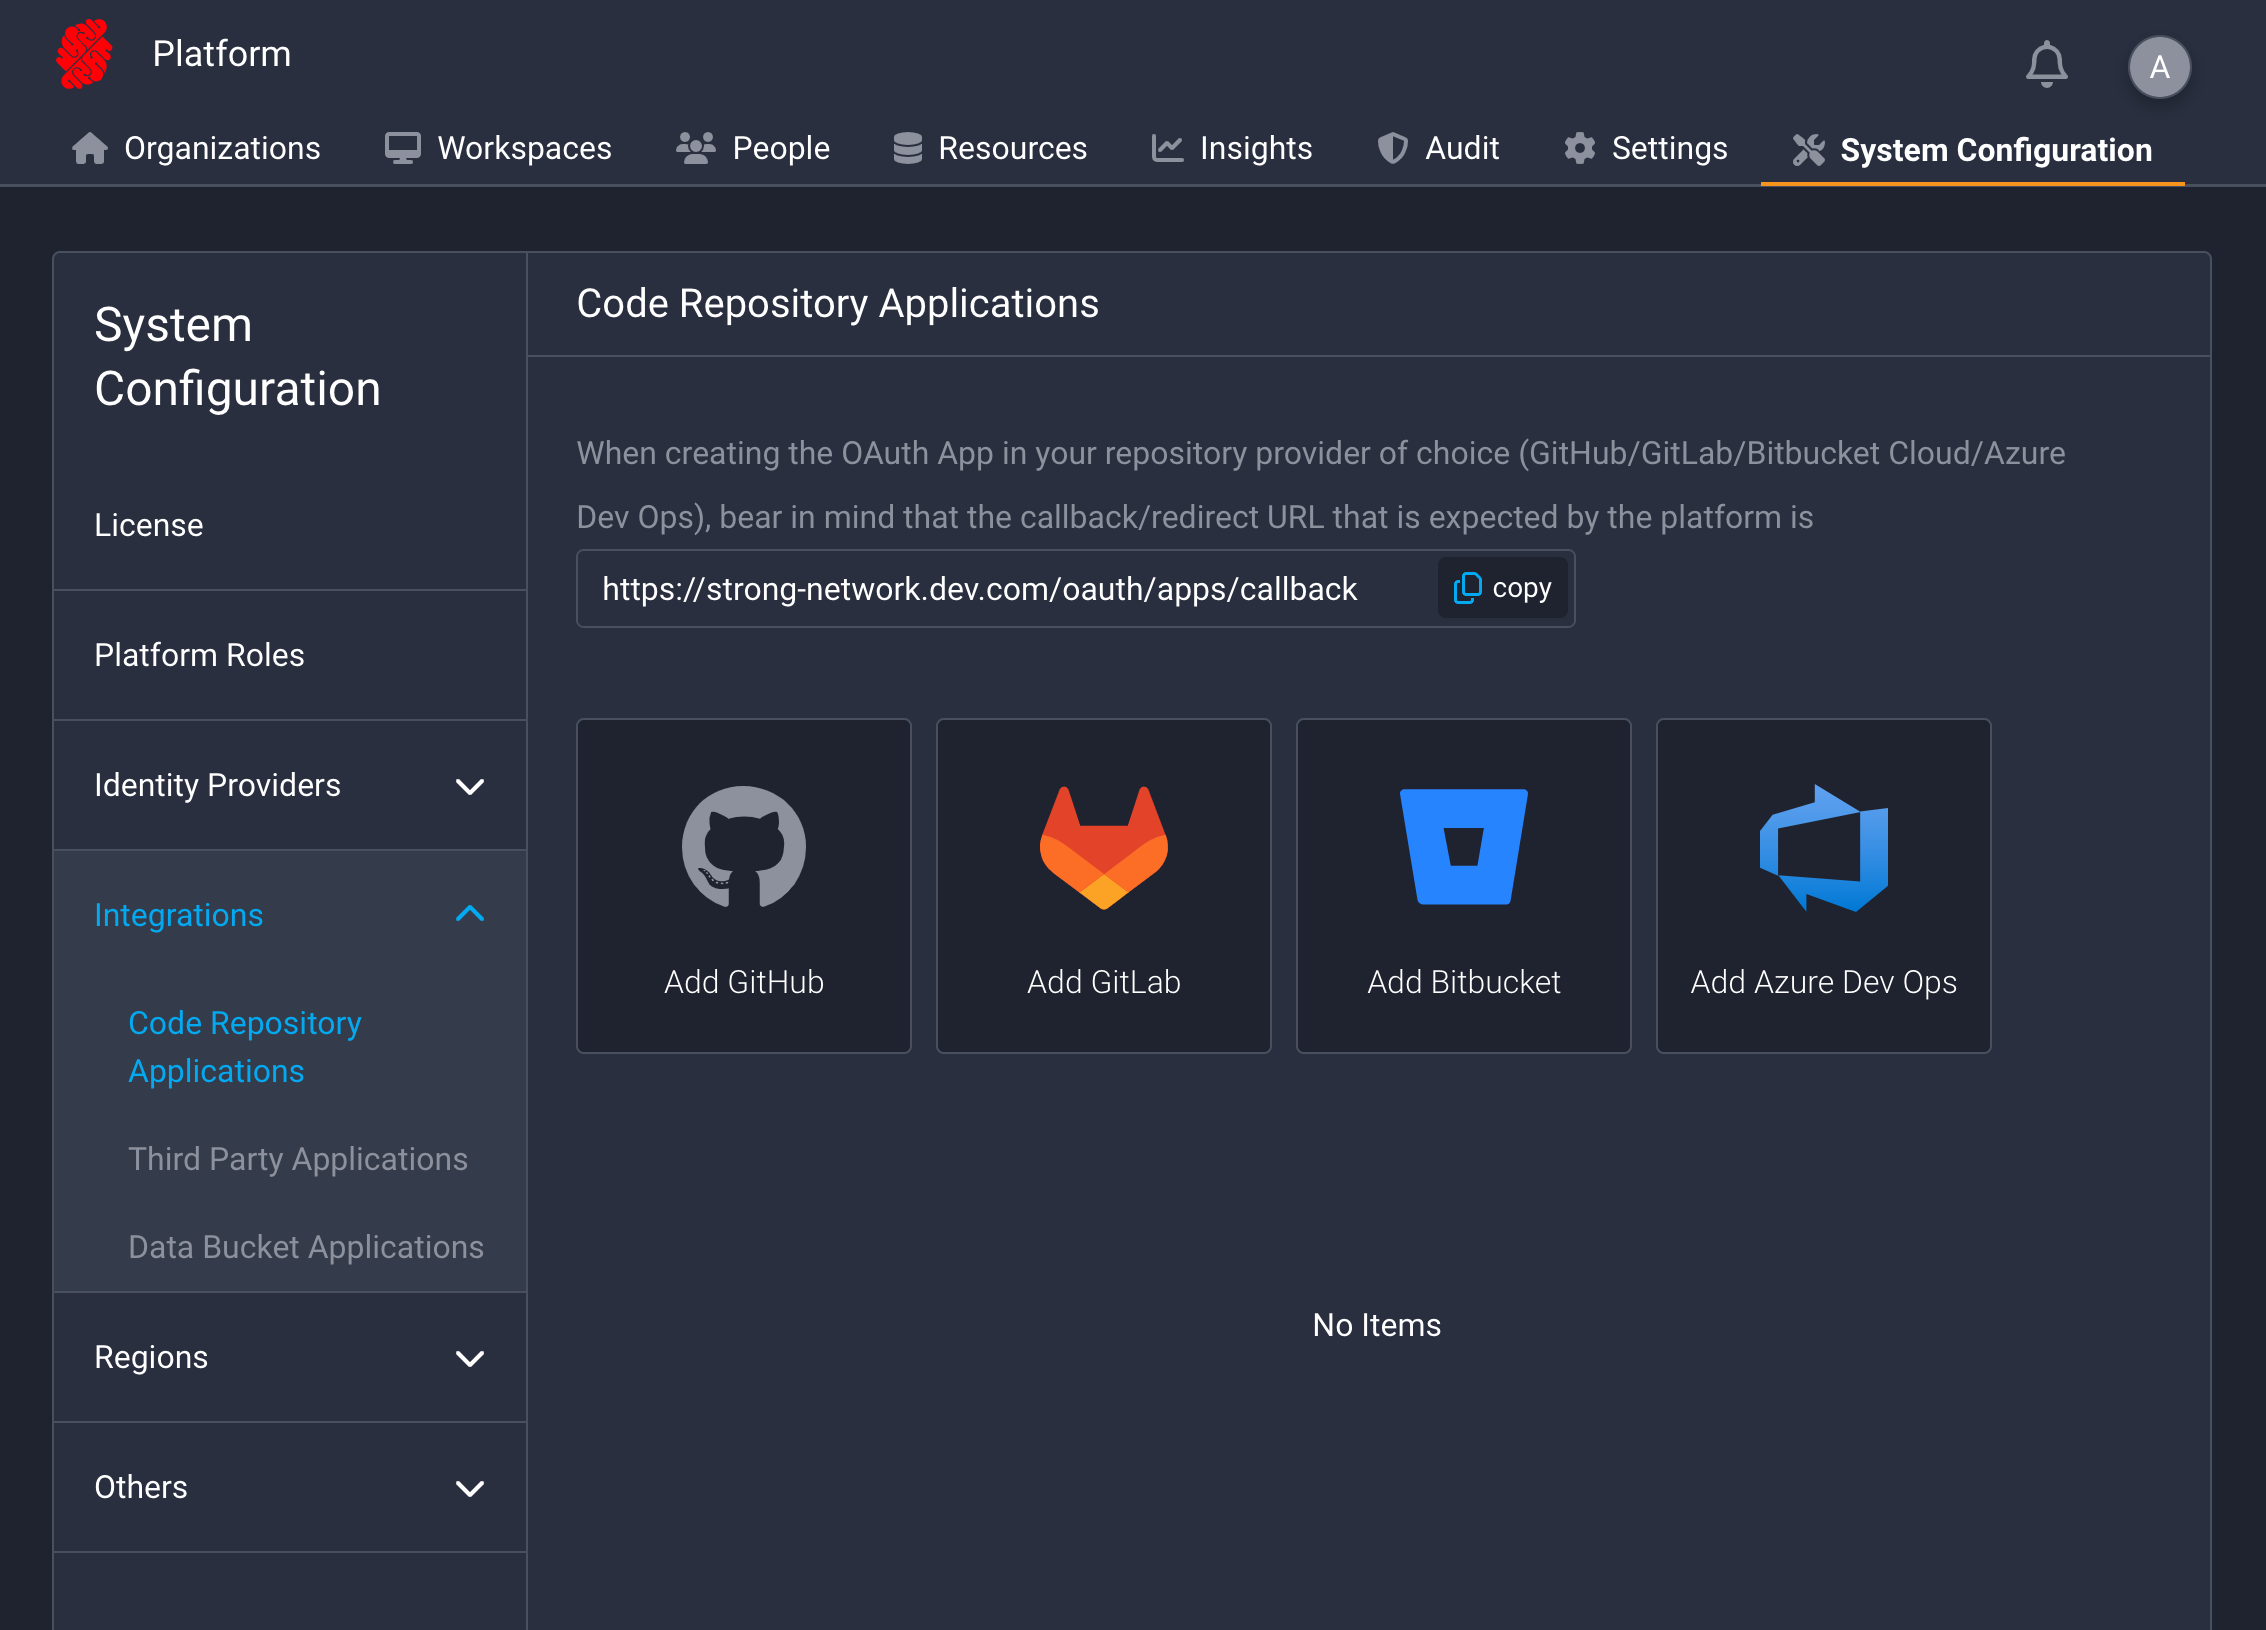 Platform
A
Organizations
Workspaces
People
Resources
Insights
Audit
Settings
System Configuration
System
Configuration
License
Platform Roles
Identity Providers
Integrations
Code Repository
Applications
Third Party Applications
Data Bucket Applications
Regions
Others
Code Repository Applications
When creating the OAuth App in your repository provider of choice (GitHub/GitLab/Bitbucket Cloud/Azure
Dev Ops), bear in mind that the callback/redirect URL that is expected by the platform is
https://strong-network.dev.com/oauth/apps/callback
copy
Add GitHub
Add GitLab
Add Bitbucket
Add Azure Dev Ops
No Items